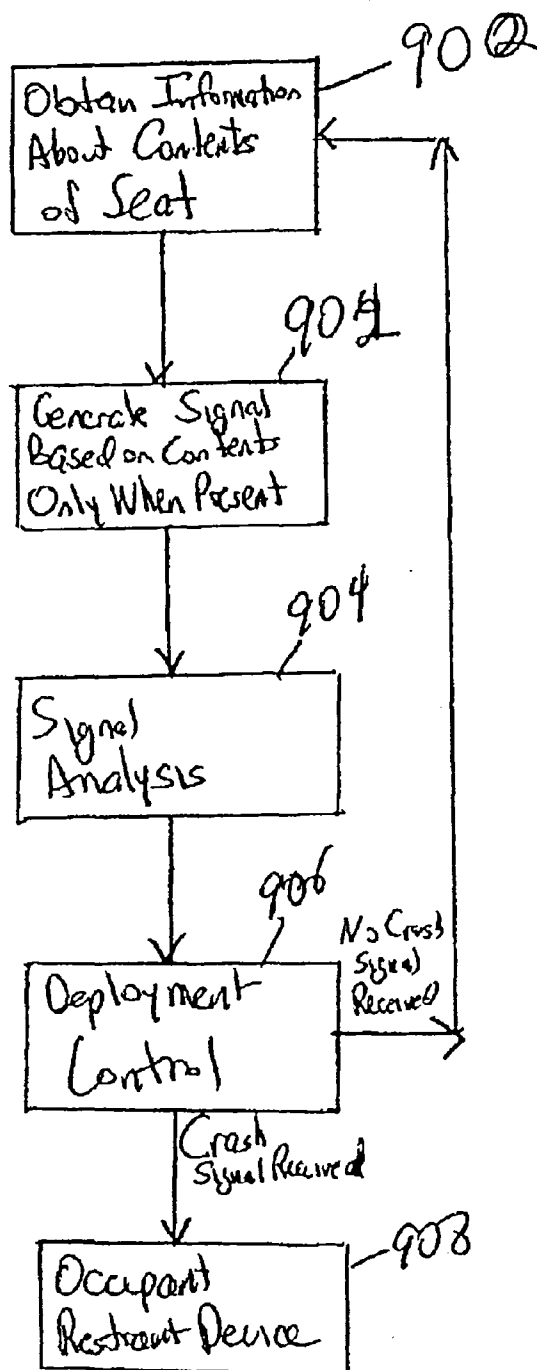 900
Obtain Information
About Contents
of Seat
902
Generate Signal
Based on Contents
Only When Present
904
Signal
Analysis
906
Deployment
Control
No Crash
Signal
Received
Crash
Signal Received
908
Occupant
Restraint Device